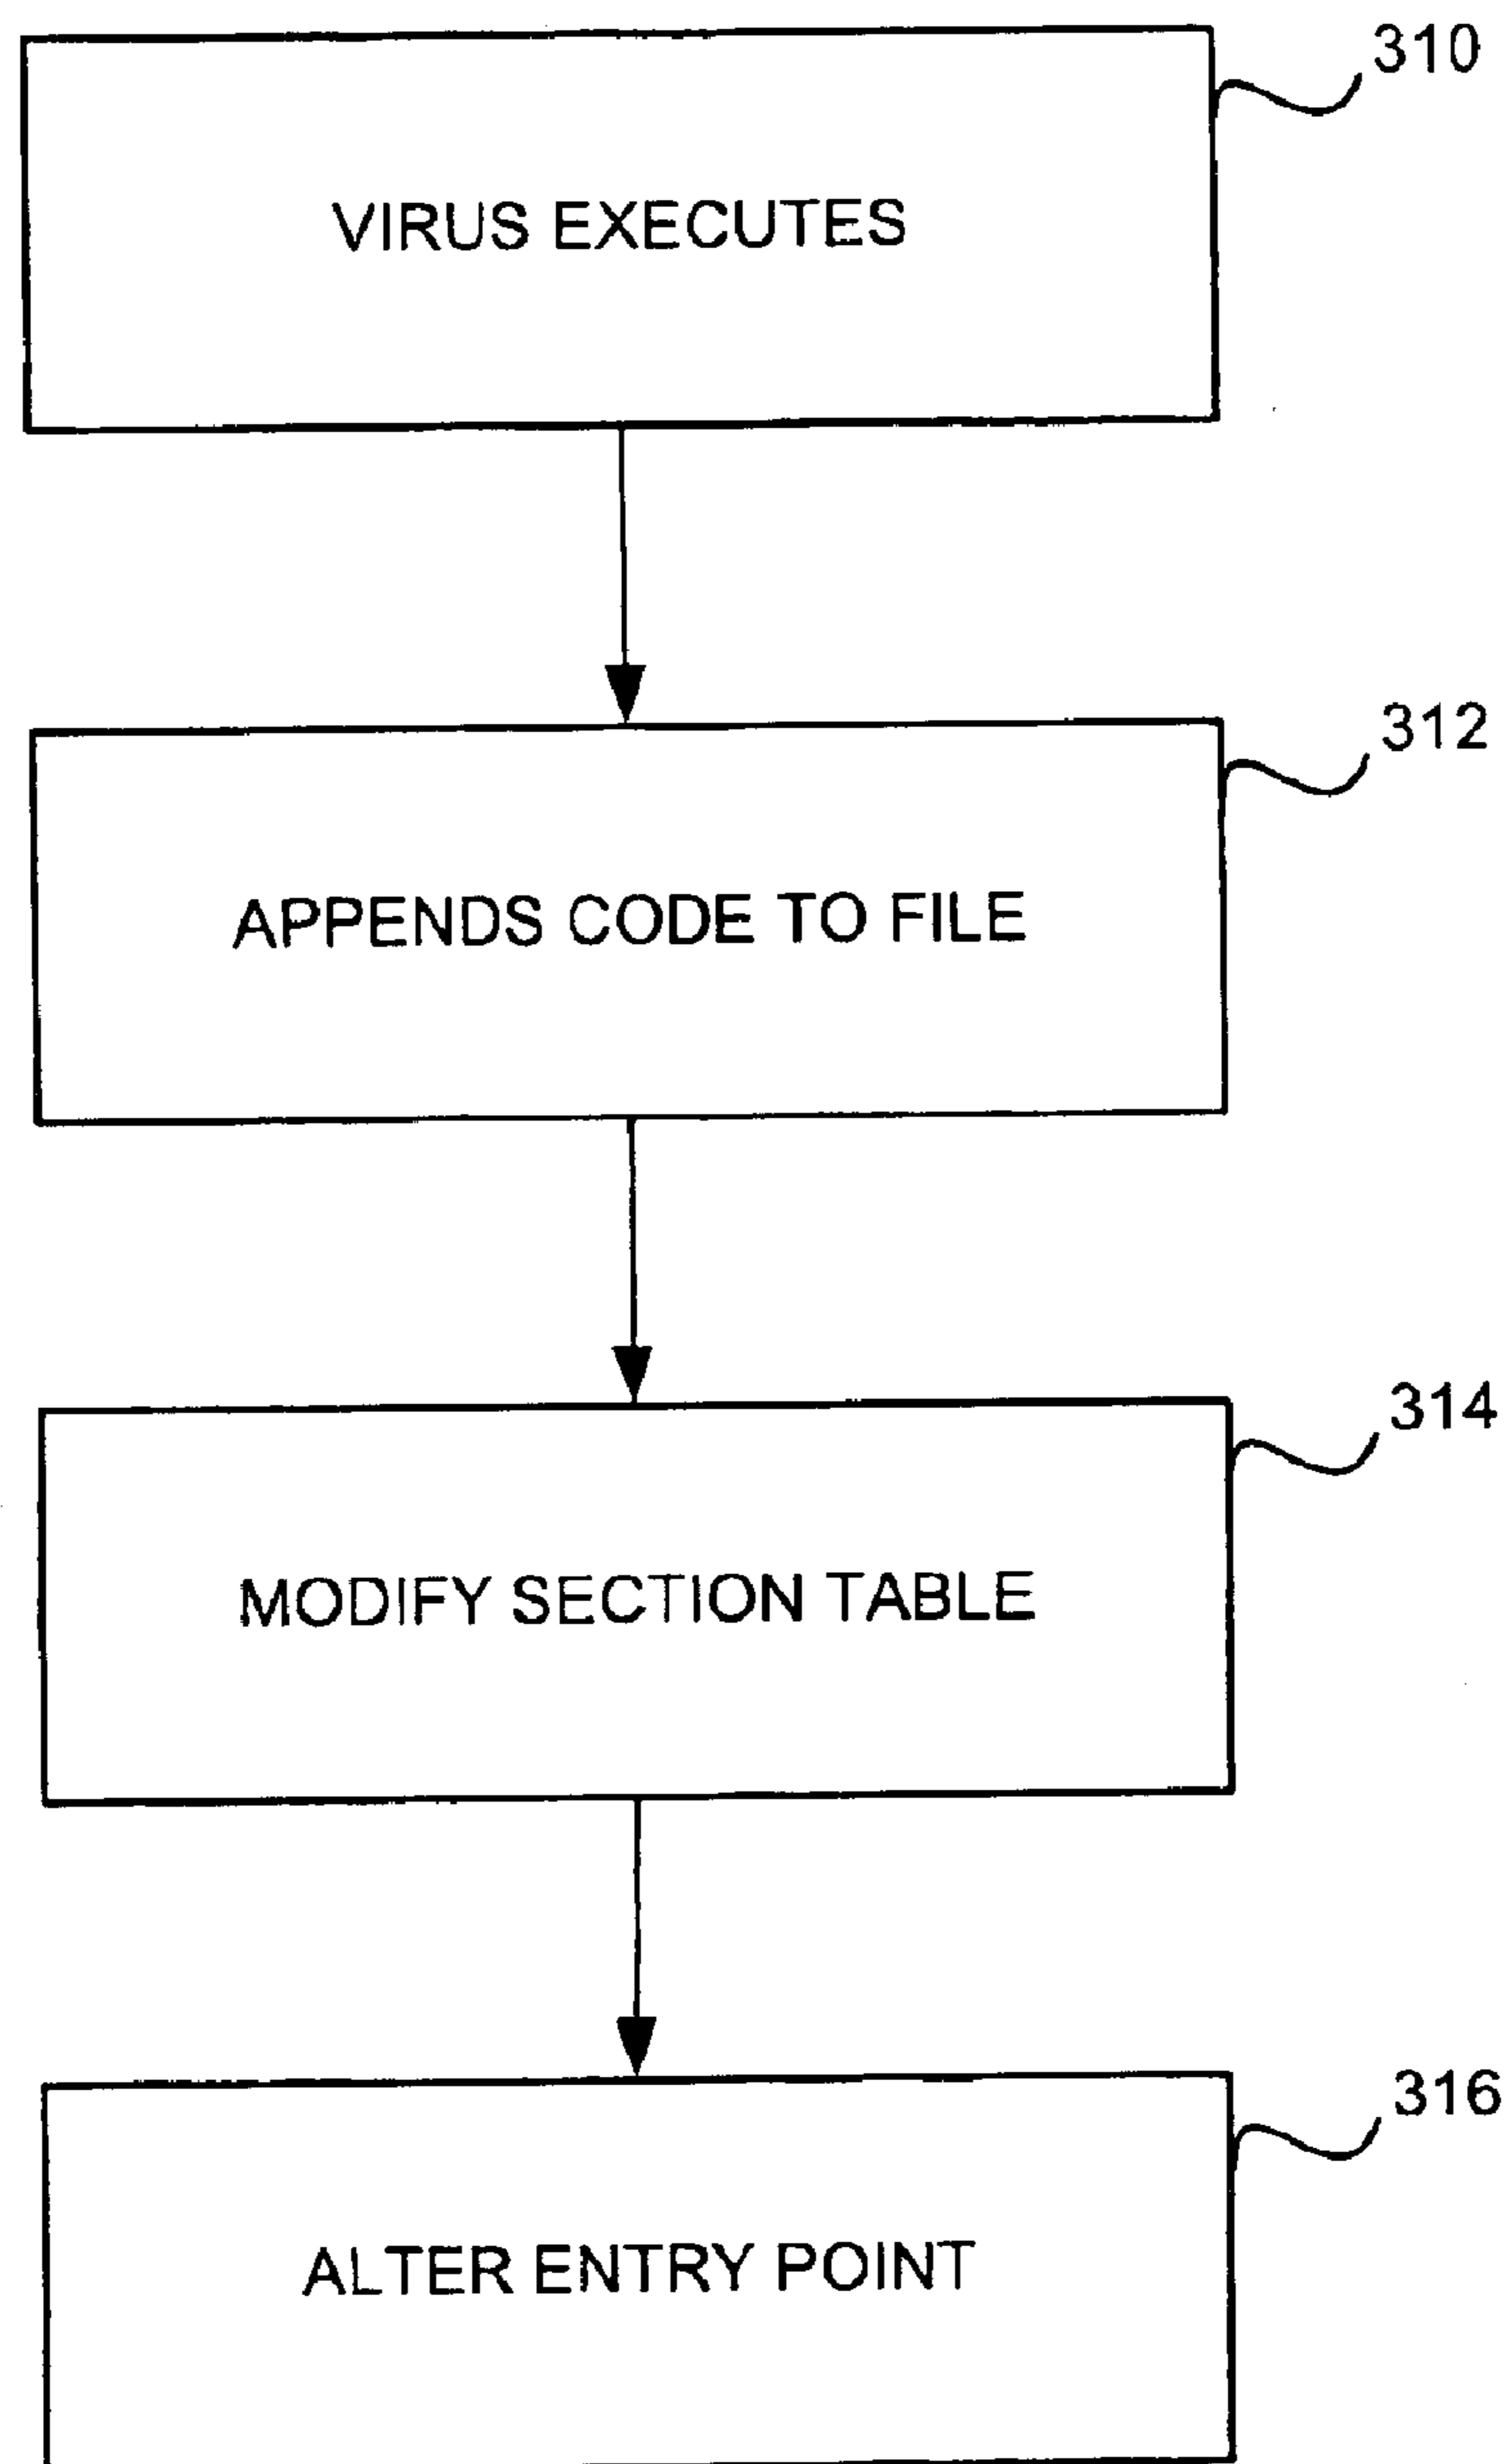 310
VIRUS EXECUTES
312
APPENDS CODE TO FILE
314
MODIFY SECTION TABLE
316
ALTER ENTRY POINT